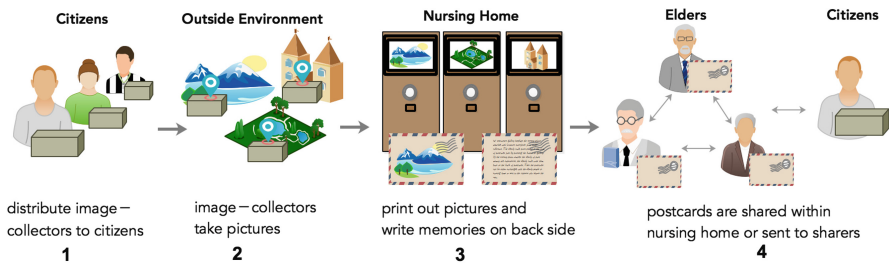 Citizens
Outside Environment
Nursing Home
Elders
Citizens
distribute image–
collectors to citizens
1
image–collectors
take pictures
2
print out pictures and
write memories on back side
3
postcards are shared within
nursing home or sent to sharers
4